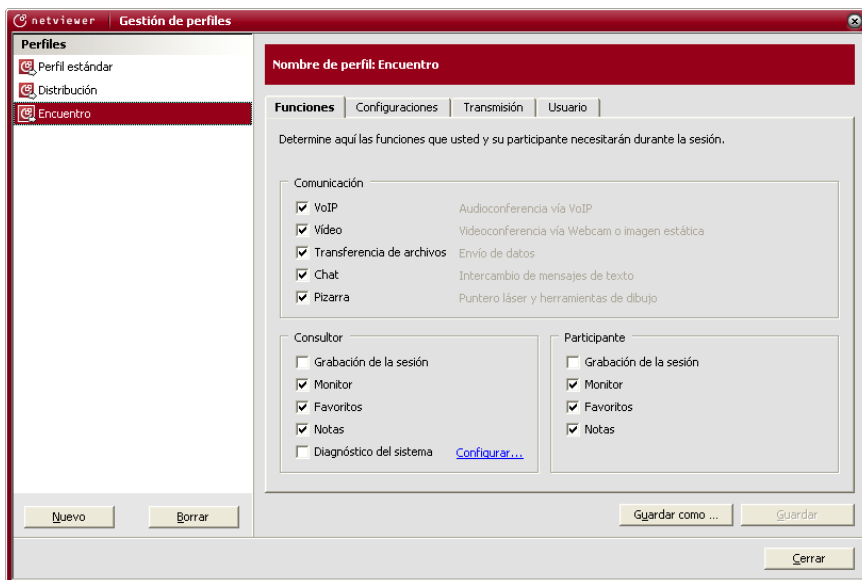 netviewer Gestión de perfiles
Perfiles
Perfil estándar
Distribución
Encuentro
Nombre de perfil: Encuentro
Funciones Configuraciones Transmisión Usuario
Determine aquí las funciones que usted y su participante necesitarán durante la sesión.
Comunicación
VoIP Audioconferencia vía VoIP
Vídeo Videoconferencia vía Webcam o imagen estática
Transferencia de archivos Envío de datos
Chat Intercambio de mensajes de texto
Pizarra Puntero láser y herramientas de dibujo
Consultor
Grabación de la sesión
Monitor
Favoritos
Notas
Diagnóstico del sistema Configurar...
Participante
Grabación de la sesión
Monitor
Favoritos
Notas
Nuevo Borrar
Guardar como ... Guardar
Cerrar